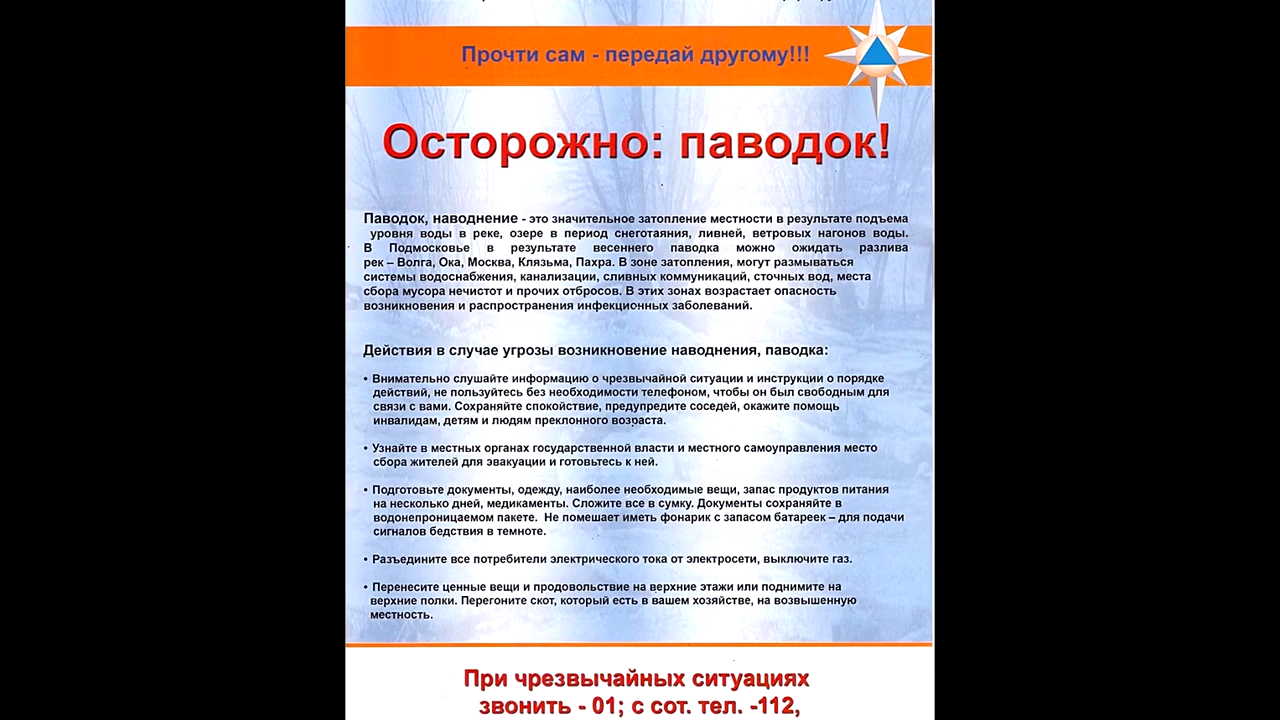 Прочти сам - передай другому!!!
Осторожно: паводок!
Паводок, наводнение - это значительное затопление местности в результате подъема
уровня воды в реке, озере в период снеготаяния, ливней, ветровых нагонов воды.
В Подмосковье в результате весеннего паводка можно ожидать разлива
рек – Волга, Ока, Москва, Клязьма, Пахра. В зоне затопления, могут размываться
системы водоснабжения, канализации, сливных коммуникаций, сточных вод, места
сбора мусора нечистот и прочих отбросов. В этих зонах возрастает опасность
возникновения и распространения инфекционных заболеваний.
Действия в случае угрозы возникновение наводнения, паводка:
• Внимательно слушайте информацию о чрезвычайной ситуации и инструкции о порядке
действий, не пользуйтесь без необходимости телефоном, чтобы он был свободным для
связи с вами. Сохраняйте спокойствие, предупредите соседей, окажите помощь
инвалидам, детям и людям преклонного возраста.
• Узнайте в местных органах государственной власти и местного самоуправления место
сбора жителей для эвакуации и готовьтесь к ней.
• Подготовьте документы, одежду, наиболее необходимые вещи, запас продуктов питания
на несколько дней, медикаменты. Сложите все в сумку. Документы сохраняйте в
водонепроницаемом пакете. Не помешает иметь фонарик с запасом батареек – для подачи
сигналов бедствия в темноте.
• Разъедините все потребители электрического тока от электросети, выключите газ.
• Перенесите ценные вещи и продовольствие на верхние этажи или поднимите на
верхние полки. Перегоните скот, который есть в вашем хозяйстве, на возвышенную
местность.
При чрезвычайных ситуациях
звонить - 01; с сот. тел. -112,